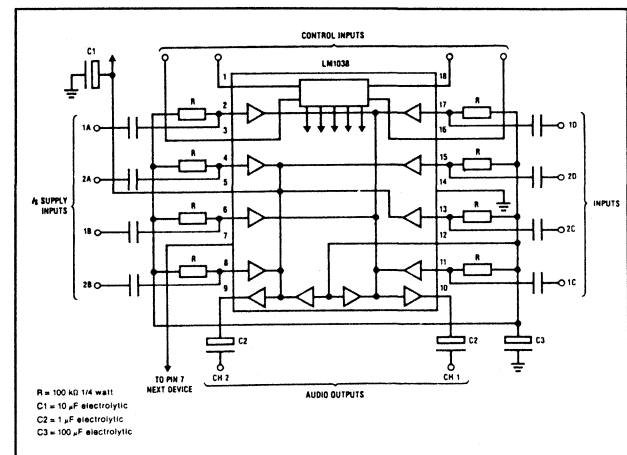 CONTROL INPUTS
C1
LM1038
1
18
R
2
17
R
3
16
1A
1D
R
4
15
R
2A
5
14
2D
IS SUPPLY
INPUTS
INPUTS
R
6
13
R
1B
7
12
2C
R
8
11
R
2B
9
10
1C
C2
C2
C3
TO PIN 7
NEXT DEVICE
CH 2
CH 1
AUDIO OUTPUTS
R = 100 kΩ 1/4 watt
C1 = 10 µF electrolytic
C2 = 1 µF electrolytic
C3 = 100 µF electrolytic